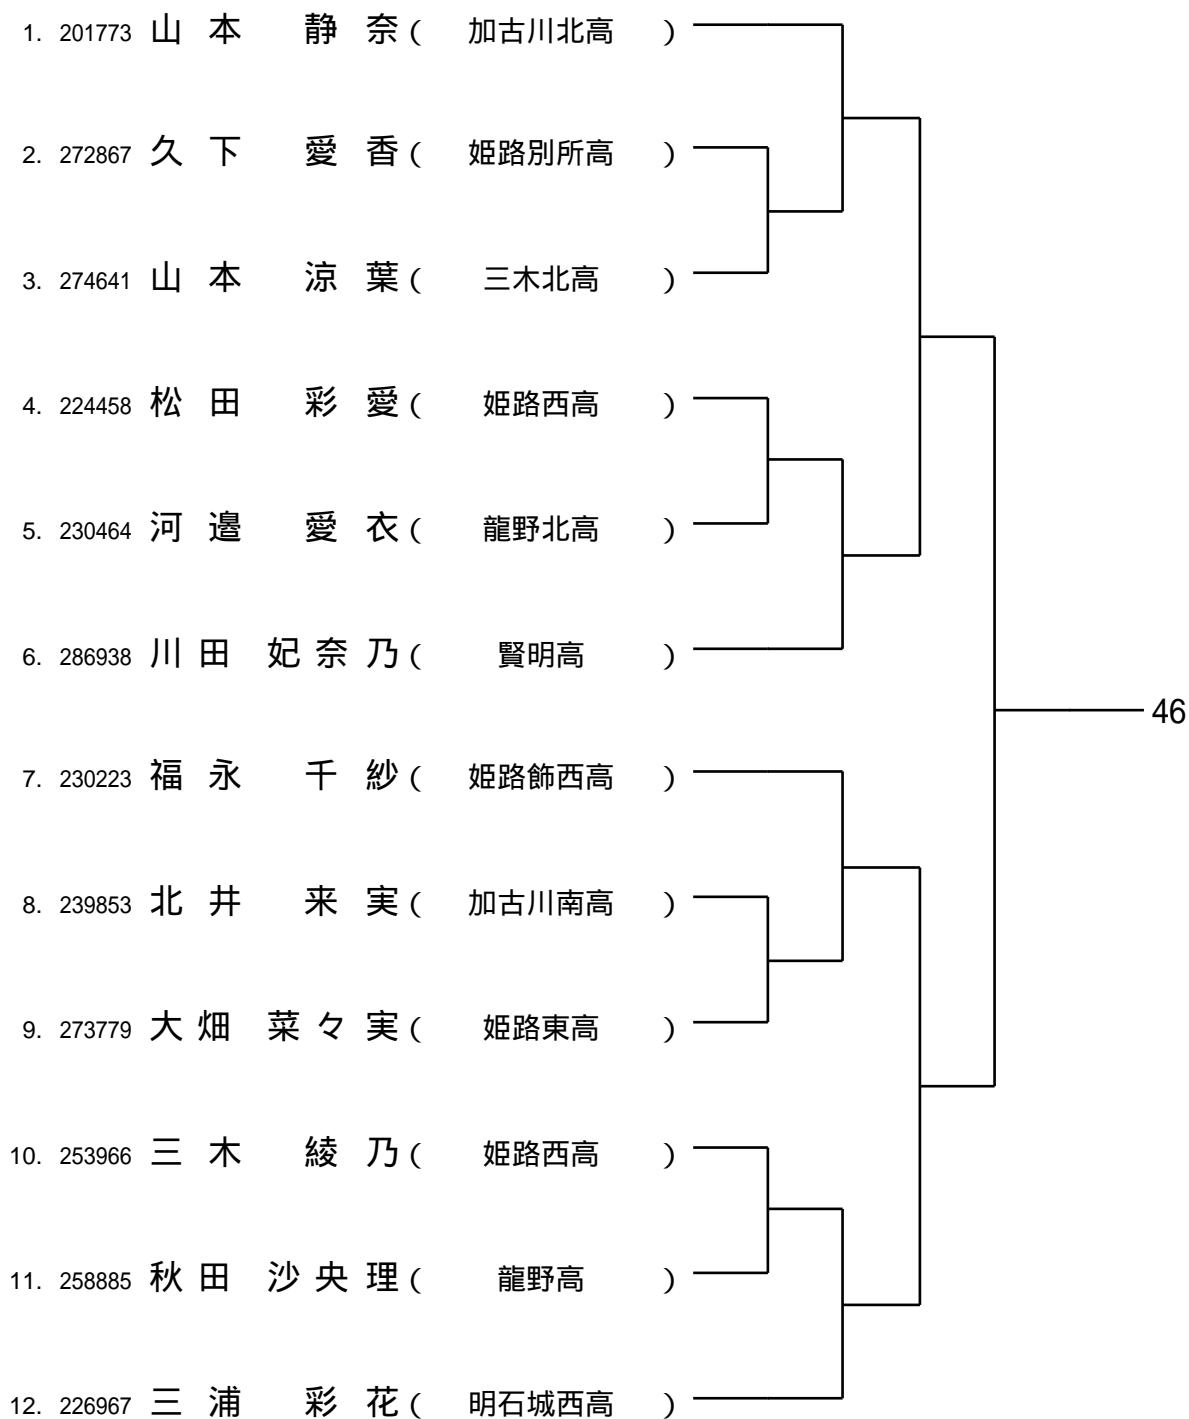 1. 201773 山本 静奈 ( 加古川北高 )
2. 272867 久下 愛香 ( 姫路別所高 )
3. 274641 山本 涼葉 ( 三木北高 )
4. 224458 松田 彩愛 ( 姫路西高 )
5. 230464 河邉 愛衣 ( 龍野北高 )
6. 286938 川田 妃奈乃 ( 賢明高 )
46
7. 230223 福永 千紗 ( 姫路飾西高 )
8. 239853 北井 来実 ( 加古川南高 )
9. 273779 大畑 菜々実 ( 姫路東高 )
10. 253966 三木 綾乃 ( 姫路西高 )
11. 258885 秋田 沙央理 ( 龍野高 )
12. 226967 三浦 彩花 ( 明石城西高 )